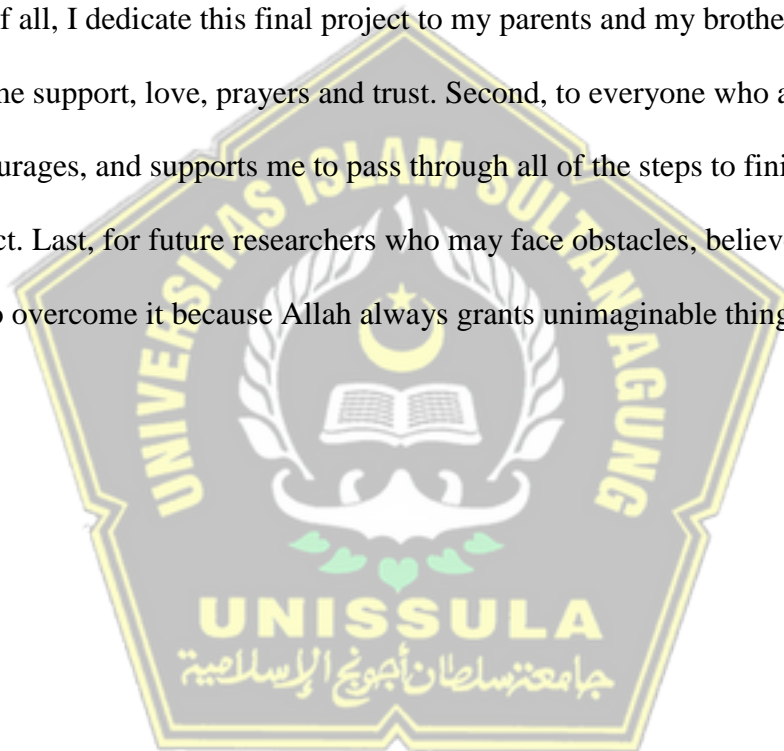 f all, I dedicate this final project to my parents and my brothe
ne support, love, prayers and trust. Second, to everyone who a
urages, and supports me to pass through all of the steps to fini
ct. Last, for future researchers who may face obstacles, believ
o overcome it because Allah always grants unimaginable thing
UNIVERSITAS ISLAM SULTAN AGUNG
UNISSULA
جامعة سلطان أجونج الإسلامية